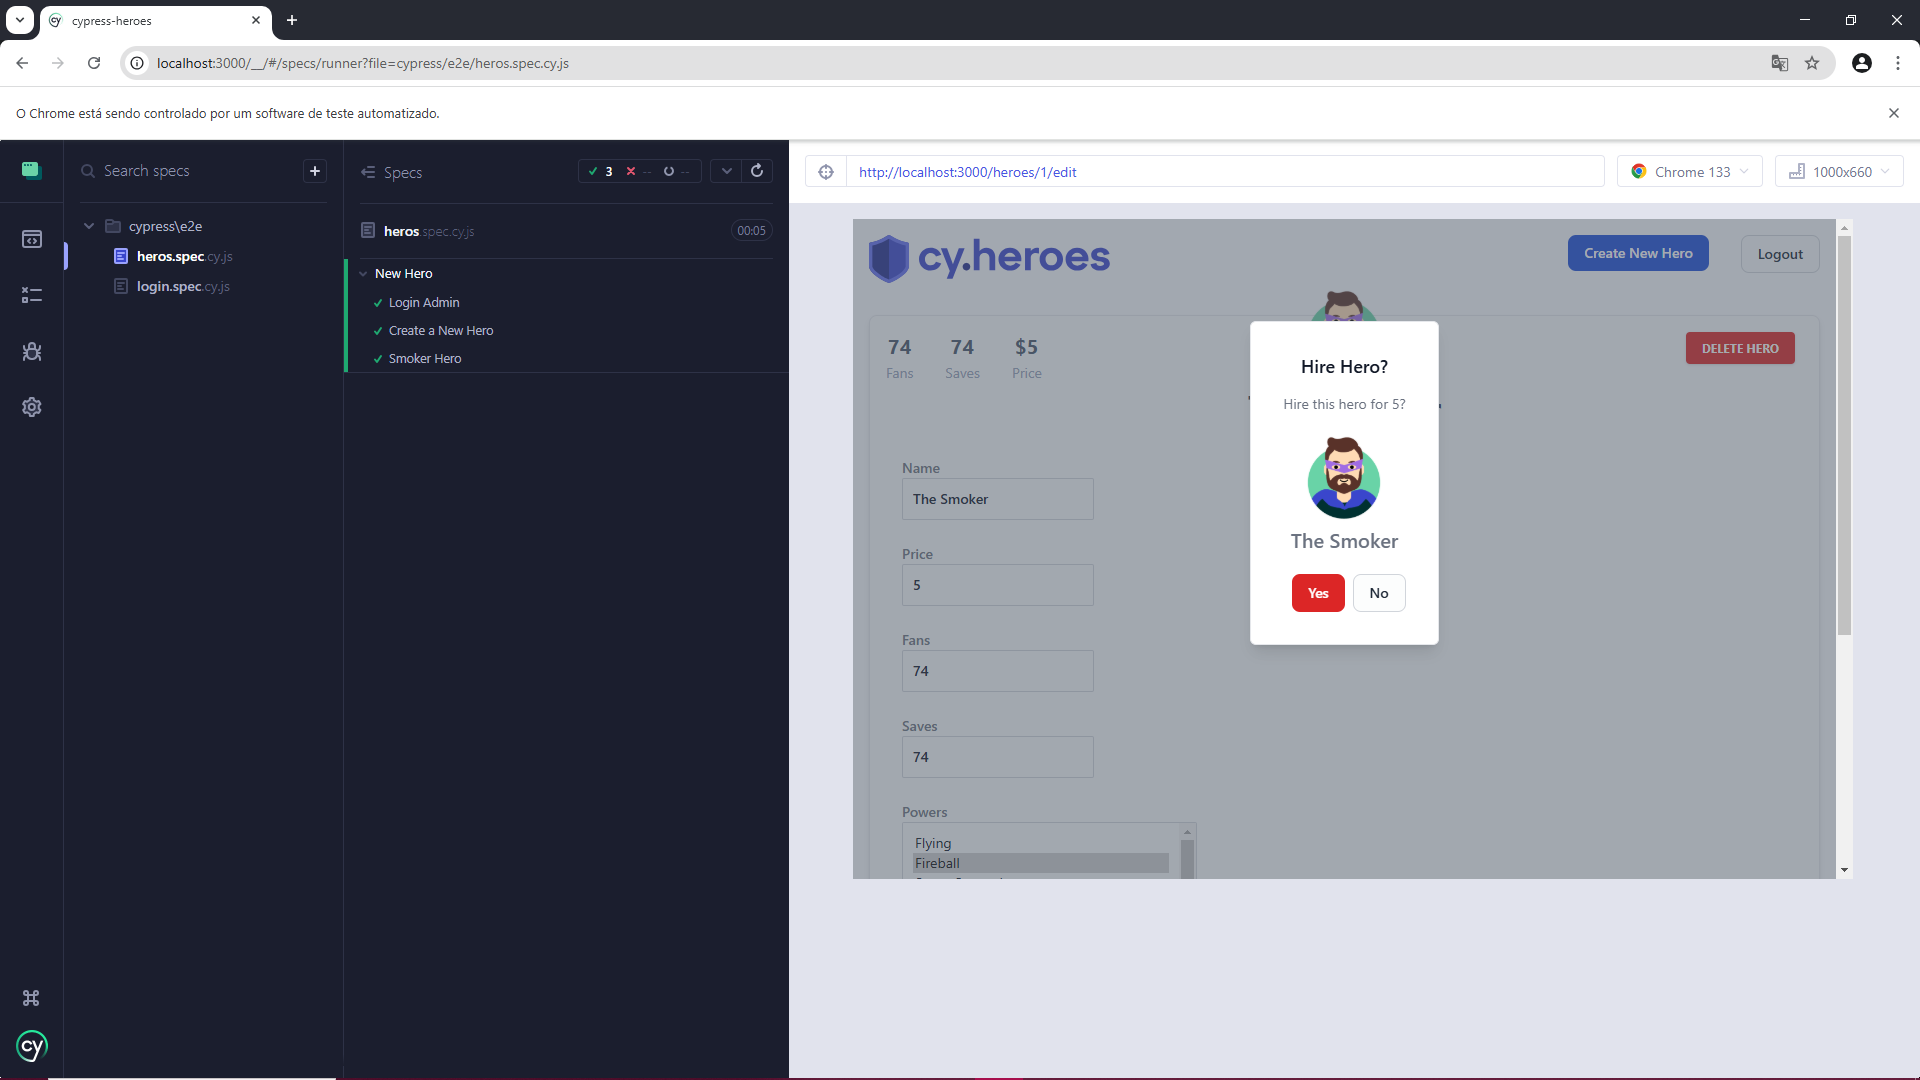 cypress-heroes
localhost:3000/__/#/specs/runner?file=cypress/e2e/heros.spec.cy.js
O Chrome está sendo controlado por um software de teste automatizado.
Search specs
cypress\e2e
heros.spec.cy.js
login.spec.cy.js
Specs
3
--
--
heros.spec.cy.js
00:05
New Hero
Login Admin
Create a New Hero
Smoker Hero
http://localhost:3000/heroes/1/edit
Chrome 133
1000x660
cy.heroes
Create New Hero
Logout
74
74
$5
Fans
Saves
Price
DELETE HERO
Hire Hero?
Hire this hero for 5?
The Smoker
Yes
No
Name
The Smoker
Price
5
Fans
74
Saves
74
Powers
Flying
Fireball
cy